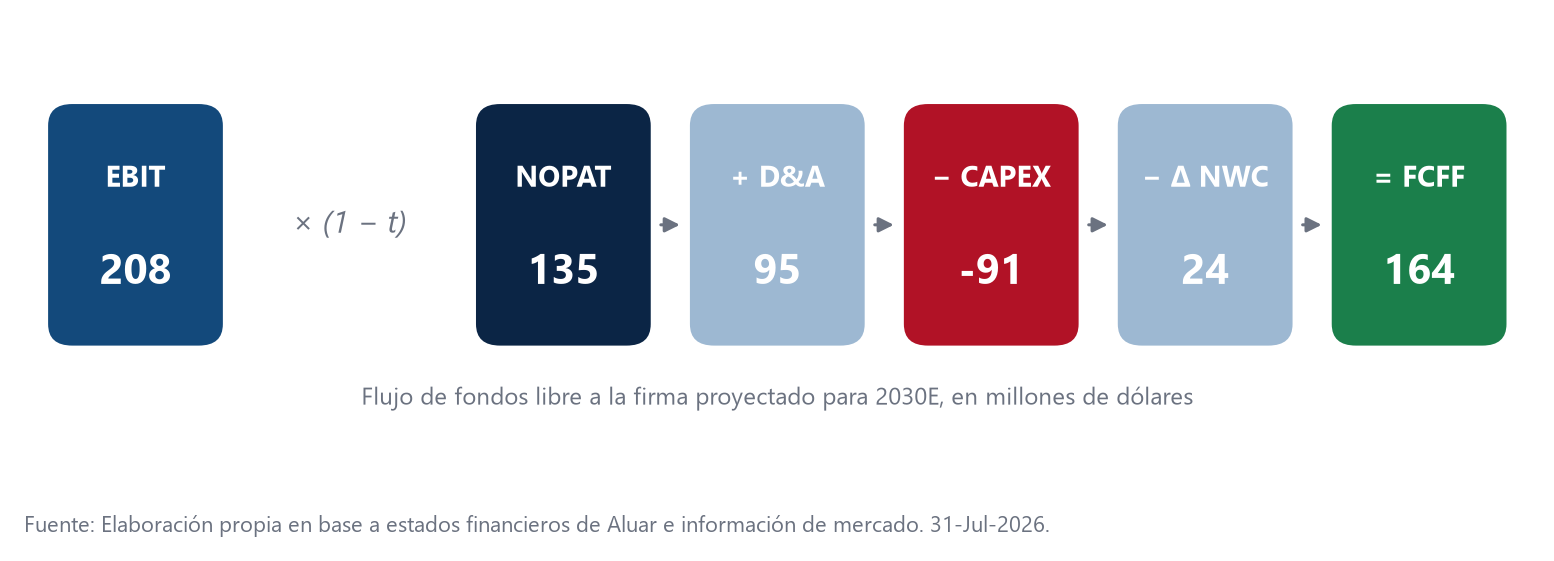 EBIT
208
× (1 − t)
NOPAT
135
+ D&A
95
− CAPEX
-91
− Δ NWC
24
= FCFF
164
Flujo de fondos libre a la firma proyectado para 2030E, en millones de dólares
Fuente: Elaboración propia en base a estados financieros de Aluar e información de mercado. 31-Jul-2026.